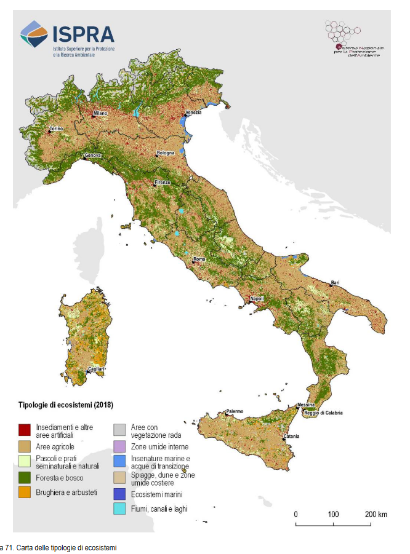 ISPRA
Istituto Superiore per la Protezione
e la Ricerca Ambientale
Milano
Venezia
Torino
Genova
Bologna
Firenze
Roma
Bari
Napoli
Cagliari
Palermo
Messina
Reggio di Calabria
Catania
Tipologie di ecosistemi (2018)
Insediamenti e altre
aree artificiali
Aree agricole
Pascoli e prati
seminaturali e naturali
Foresta e bosco
Brughiera e arbusteti
Aree con
vegetazione rada
Zone umide interne
Insenature marine e
acque di transizione
Spiagge, dune e zone
umide costiere
Ecosistemi marini
Fiumi, canali e laghi
0 100 200 km
a 71. Carta delle tipologie di ecosistemi